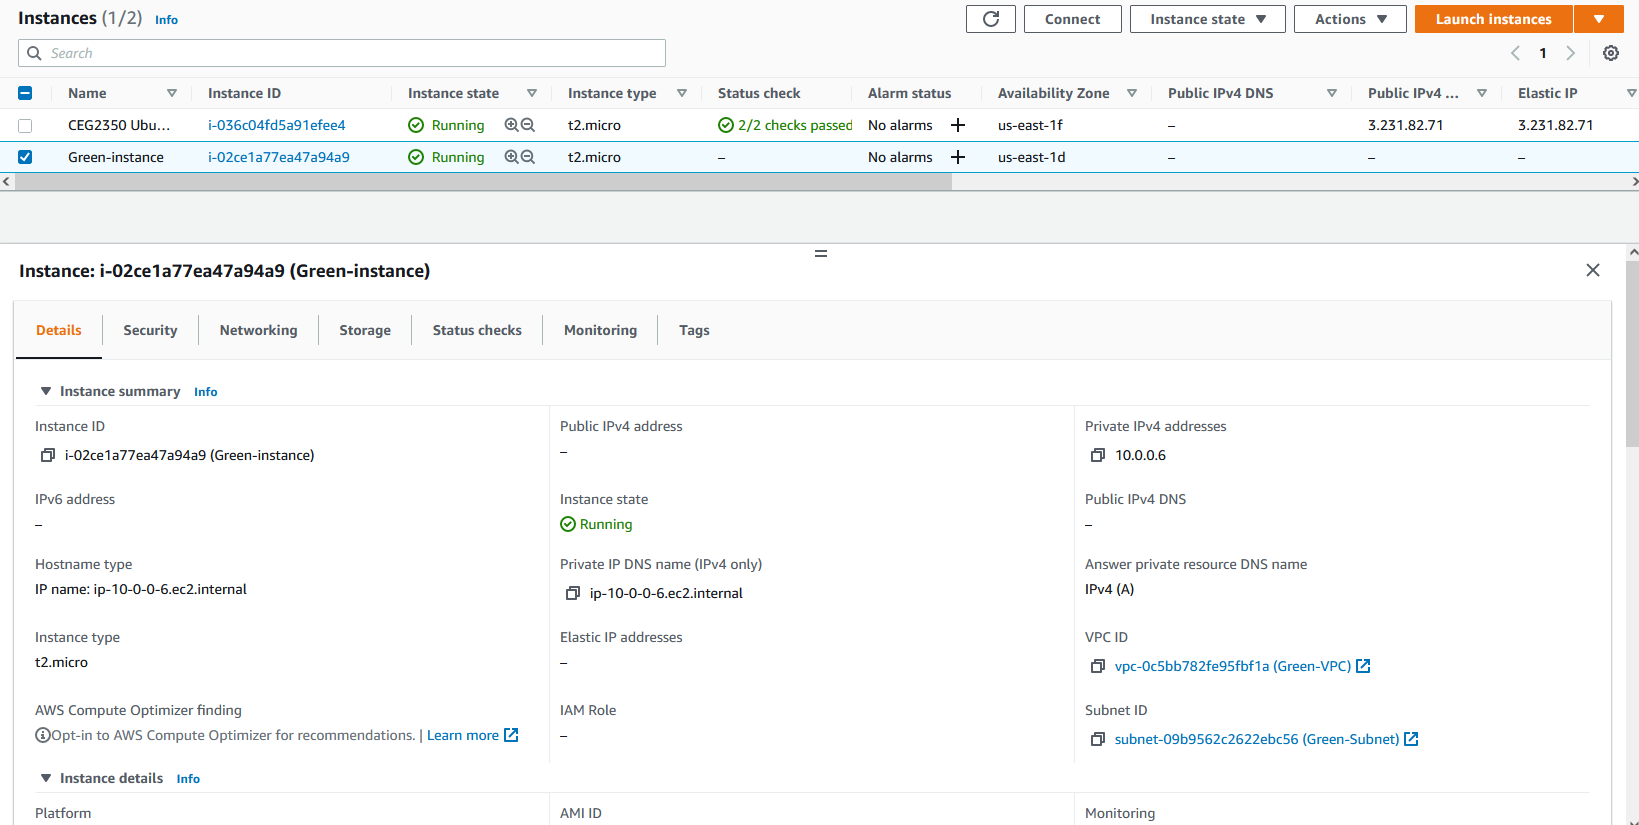 Instances (1/2) Info
Connect
Instance state
Actions
Launch instances
Search
1
Name Instance ID Instance state Instance type Status check Alarm status Availability Zone Public IPv4 DNS Public IPv4 ... Elastic IP
CEG2350 Ubu... i-036c04fd5a91efee4 Running t2.micro 2/2 checks passed No alarms + us-east-1f – 3.231.82.71 3.231.82.71
Green-instance i-02ce1a77ea47a94a9 Running t2.micro – No alarms + us-east-1d – – –
Instance: i-02ce1a77ea47a94a9 (Green-instance)
Details Security Networking Storage Status checks Monitoring Tags
Instance summary Info
Instance ID Public IPv4 address Private IPv4 addresses
i-02ce1a77ea47a94a9 (Green-instance) – 10.0.0.6
IPv6 address Instance state Public IPv4 DNS
– Running –
Hostname type Private IP DNS name (IPv4 only) Answer private resource DNS name
IP name: ip-10-0-0-6.ec2.internal ip-10-0-0-6.ec2.internal IPv4 (A)
Instance type Elastic IP addresses VPC ID
t2.micro – vpc-0c5bb782fe95fbf1a (Green-VPC)
AWS Compute Optimizer finding IAM Role Subnet ID
Opt-in to AWS Compute Optimizer for recommendations. | Learn more – subnet-09b9562c2622ebc56 (Green-Subnet)
Instance details Info
Platform AMI ID Monitoring